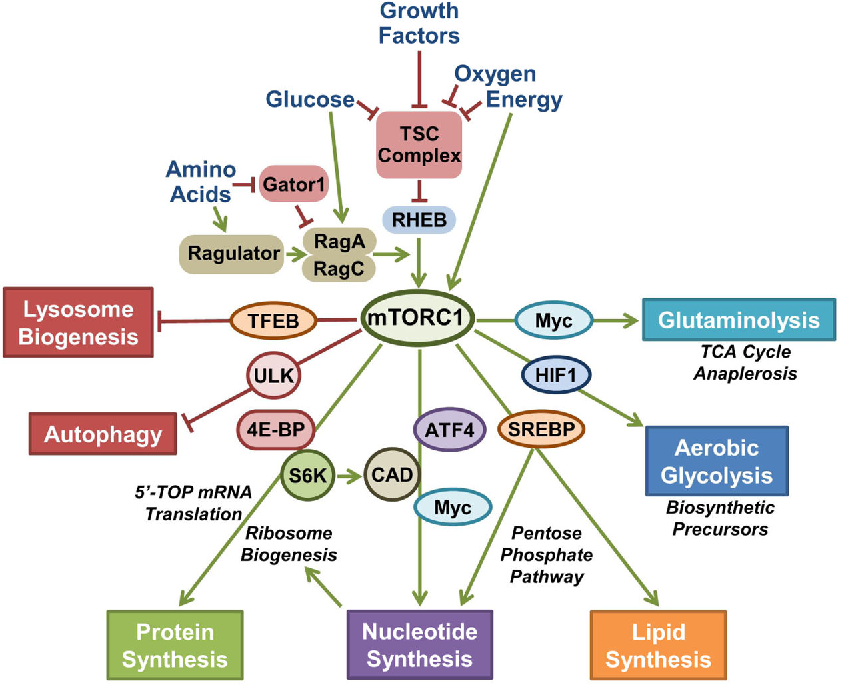 Growth
Factors
Oxygen
Glucose
Energy
TSC
Complex
Amino
Acids
Gator1
RHEB
Ragulator
RagA
RagC
Lysosome
Biogenesis
TFEB
mTORC1
Myc
Glutaminolysis
TCA Cycle
Anaplerosis
ULK
HIF1
Autophagy
4E-BP
ATF4
SREBP
Aerobic
Glycolysis
S6K
CAD
5'-TOP mRNA
Translation
Myc
Biosynthetic
Precursors
Ribosome
Biogenesis
Pentose
Phosphate
Pathway
Protein
Synthesis
Nucleotide
Synthesis
Lipid
Synthesis